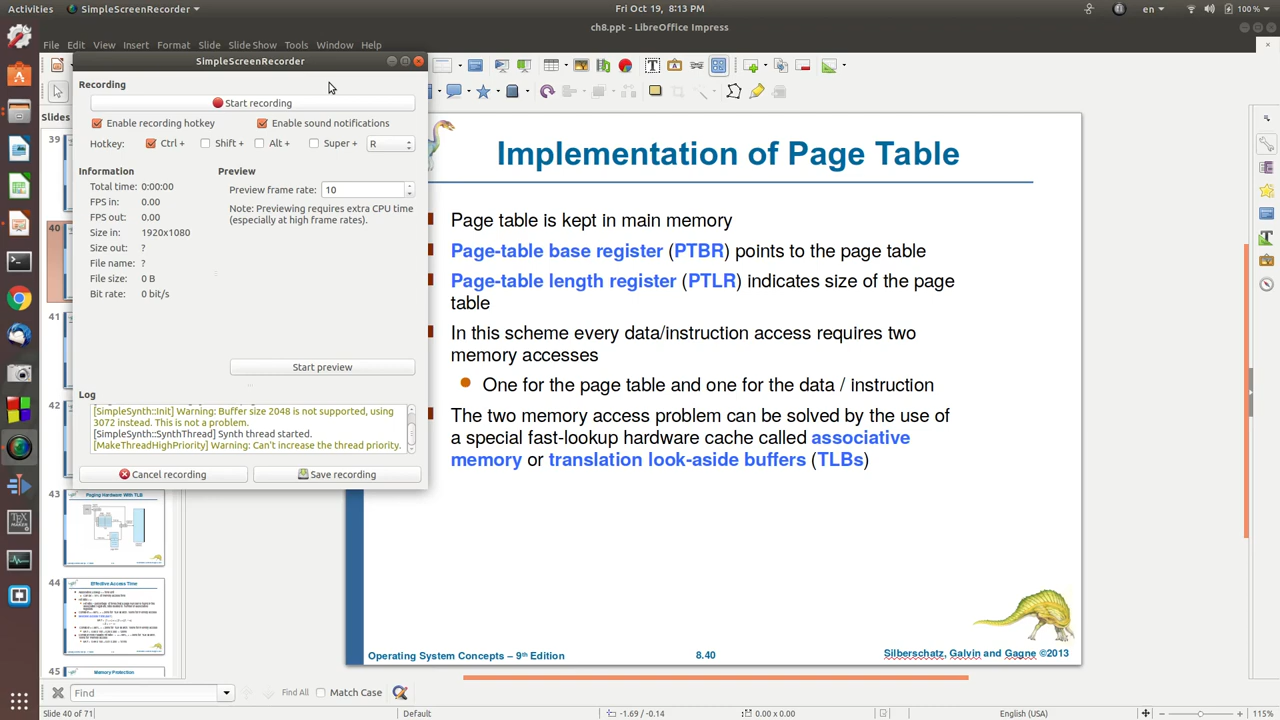 Activities
SimpleScreenRecorder
Fri Oct 19, 8:13 PM
en
100 %
ch8.ppt - LibreOffice Impress
File Edit View Insert Format Slide Slide Show Tools Window Help
SimpleScreenRecorder
Recording
Start recording
Enable recording hotkey
Enable sound notifications
Hotkey: Ctrl + Shift + Alt + Super + R
Information
Total time: 0:00:00
FPS in: 0.00
FPS out: 0.00
Size in: 1920x1080
Size out: ?
File name: ?
File size: 0 B
Bit rate: 0 bit/s
Preview
Preview frame rate: 10
Note: Previewing requires extra CPU time
(especially at high frame rates).
Start preview
Log
[SimpleSynth::Init] Warning: Buffer size 2048 is not supported, using
3072 instead. This is not a problem.
[SimpleSynth::SynthThread] Synth thread started.
[MakeThreadHighPriority] Warning: Can't increase the thread priority.
Cancel recording
Save recording
Slides
39
40
41
42
43
Paging Hardware With TLB
44
Effective Access Time
45
Memory Protection
Implementation of Page Table
Page table is kept in main memory
Page-table base register (PTBR) points to the page table
Page-table length register (PTLR) indicates size of the page
table
In this scheme every data/instruction access requires two
memory accesses
One for the page table and one for the data / instruction
The two memory access problem can be solved by the use of
a special fast-lookup hardware cache called associative
memory or translation look-aside buffers (TLBs)
Operating System Concepts – 9th Edition
8.40
Silberschatz, Galvin and Gagne ©2013
Find
Find All
Match Case
Slide 40 of 71
Default
-1.69 / -0.14
0.00 x 0.00
English (USA)
115%